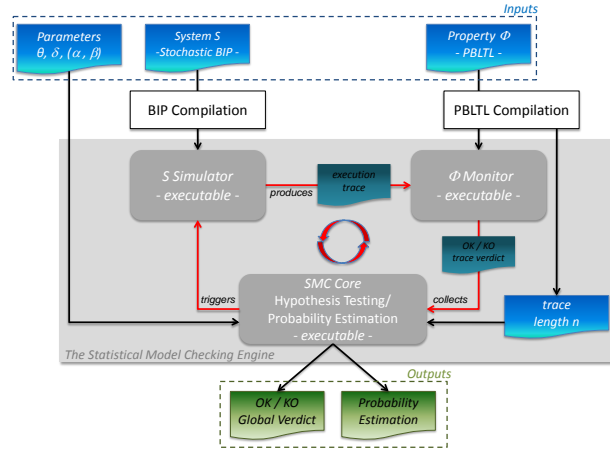 Inputs
Parameters
θ, δ, (α, β)
System S
-Stochastic BIP-
Property Φ
- PBLTL-
BIP Compilation
PBLTL Compilation
S Simulator
- executable -
produces
execution
trace
Φ Monitor
- executable -
OK / KO
trace verdict
triggers
SMC Core
Hypothesis Testing/
Probability Estimation
- executable -
collects
trace
length n
The Statistical Model Checking Engine
Outputs
OK / KO
Global Verdict
Probability
Estimation